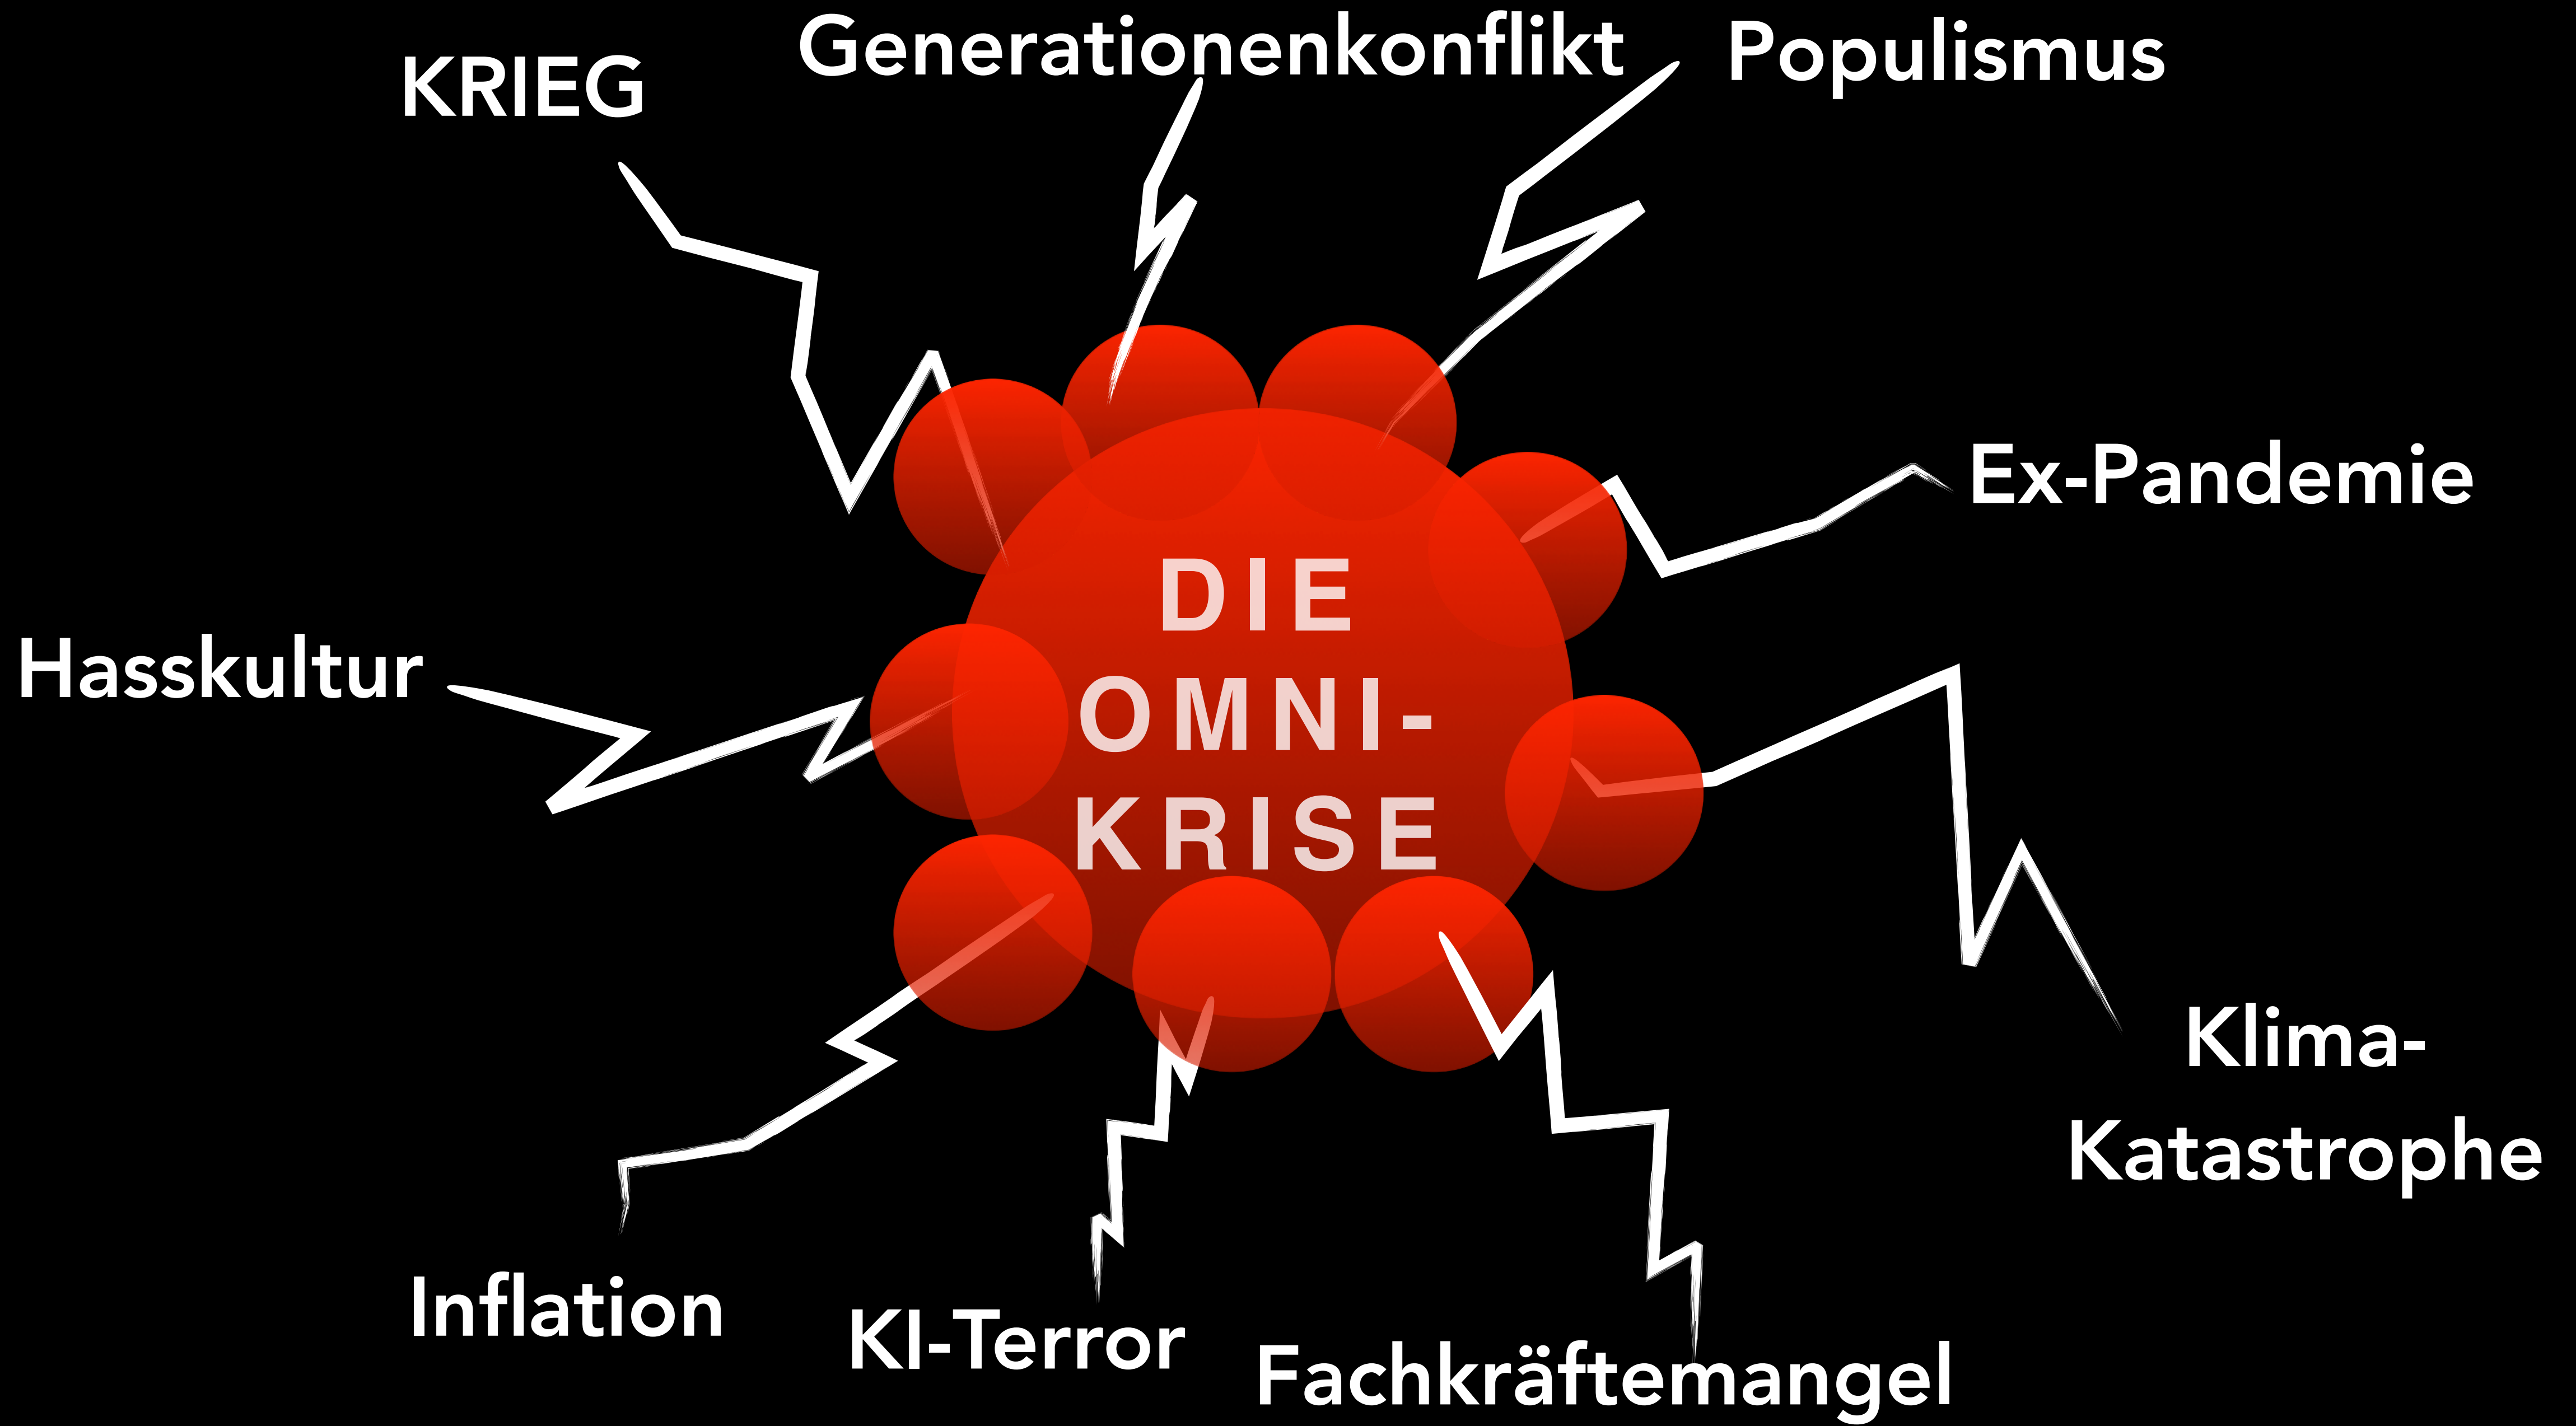 Generationenkonflikt
Populismus
KRIEG
Ex-Pandemie
DIE
OMNI-
KRISE
Hasskultur
Klima-
Katastrophe
Inflation
KI-Terror
Fachkräftemangel